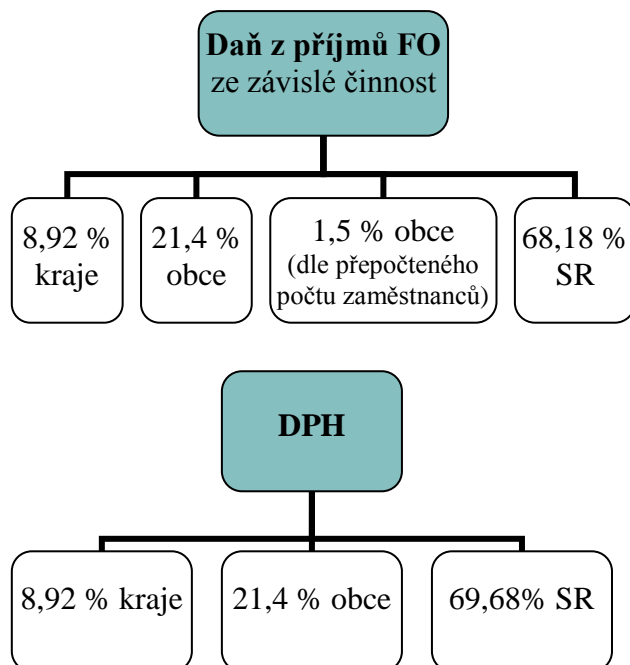 Daň z příjmů FO
ze závislé činnost
8,92 %
kraje
21,4 %
obce
1,5 % obce
(dle přepočteného
počtu zaměstnanců)
68,18 %
SR
DPH
8,92 % kraje
21,4 % obce
69,68% SR